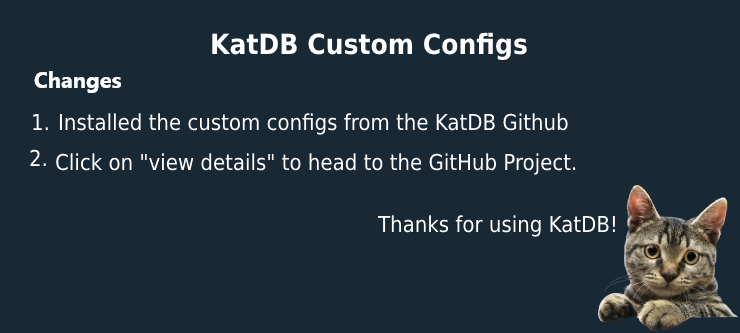 KatDB Custom Configs
Changes
1. Installed the custom configs from the KatDB Github
2. Click on "view details" to head to the GitHub Project.
Thanks for using KatDB!